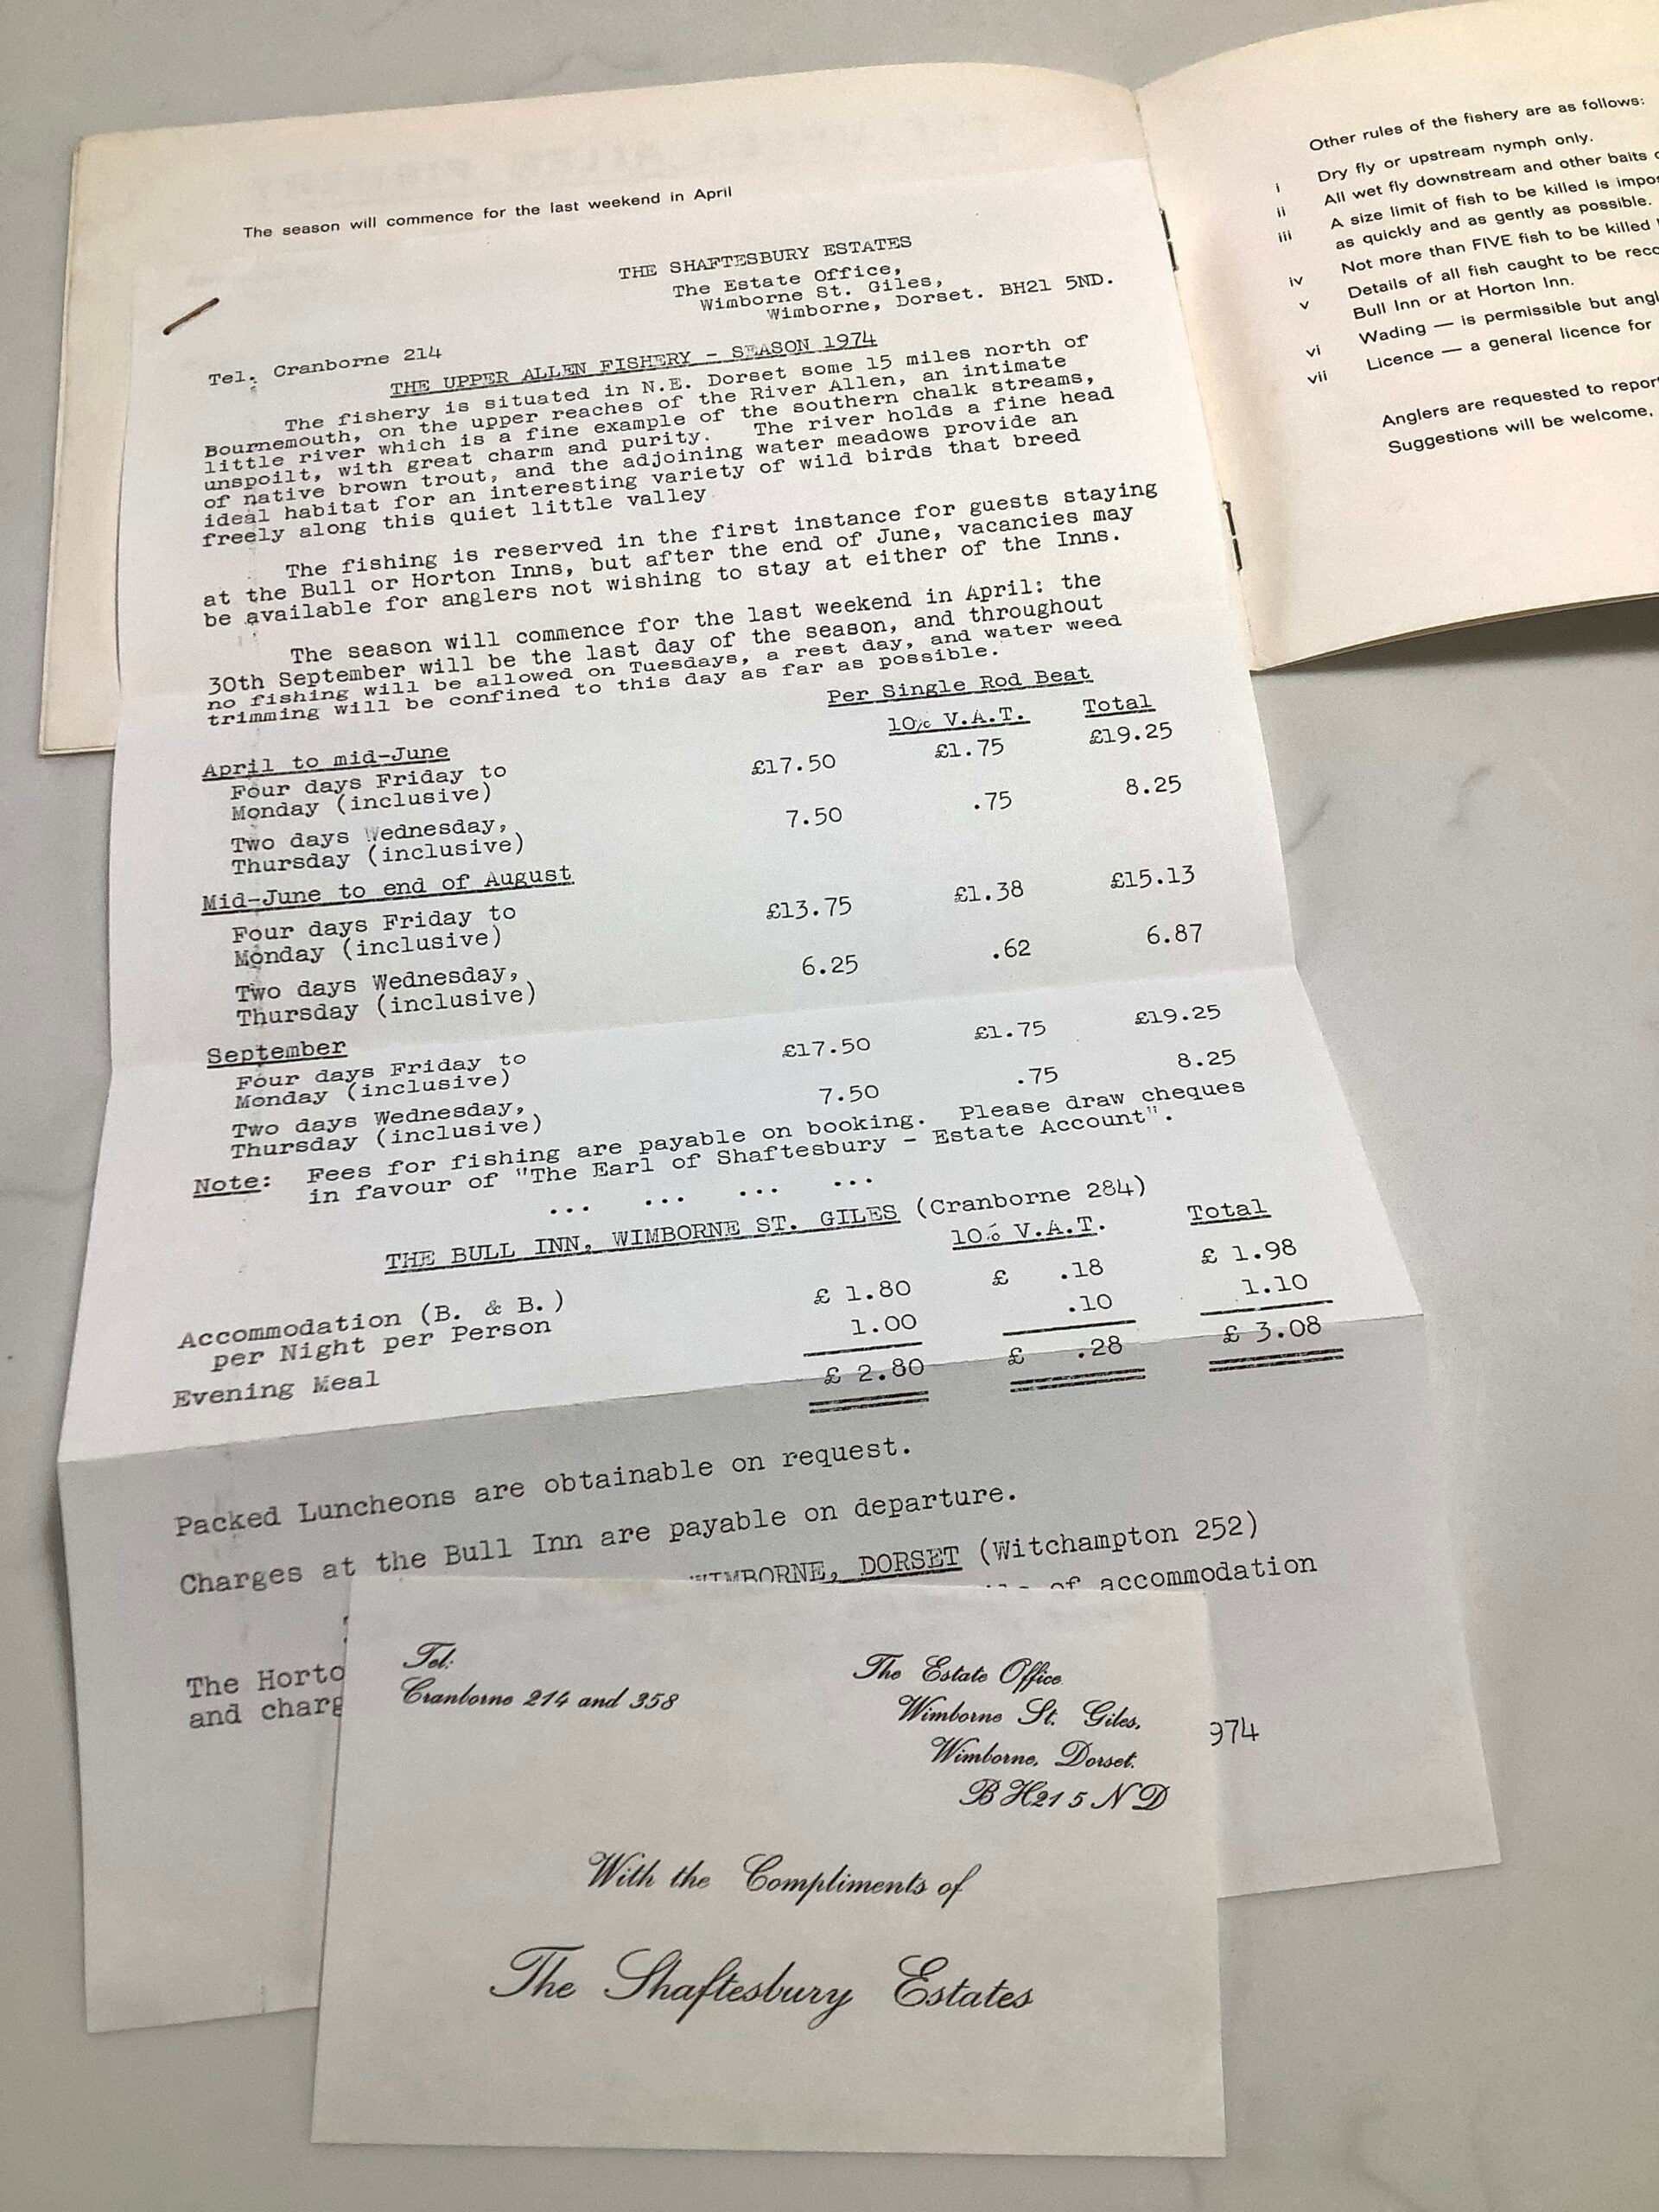 The season will commence for the last weekend in April
THE SHAFTESBURY ESTATES
The Estate Office,
Wimborne St. Giles,
Wimborne, Dorset. BH21 5ND.
Tel. Cranborne 214
THE UPPER ALLEN FISHERY - SEASON 1974
The fishery is situated in N.E. Dorset some 15 miles north of
Bournemouth, on the upper reaches of the River Allen, an intimate
little river which is a fine example of the southern chalk streams,
unspoilt, with great charm and purity. The river holds a fine head
of native brown trout, and the adjoining water meadows provide an
ideal habitat for an interesting variety of wild birds that breed
freely along this quiet little valley
The fishing is reserved in the first instance for guests staying
at the Bull or Horton Inns, but after the end of June, vacancies may
be available for anglers not wishing to stay at either of the Inns.
The season will commence for the last weekend in April: the
30th September will be the last day of the season, and throughout
no fishing will be allowed on Tuesdays, a rest day, and water weed
trimming will be confined to this day as far as possible.
Per Single Rod Beat
10% V.A.T. Total
April to mid-June
Four days Friday to
Monday (inclusive) £17.50 £1.75 £19.25
Two days Wednesday,
Thursday (inclusive) 7.50 .75 8.25
Mid-June to end of August
Four days Friday to
Monday (inclusive) £13.75 £1.38 £15.13
Two days Wednesday,
Thursday (inclusive) 6.25 .62 6.87
September
Four days Friday to
Monday (inclusive) £17.50 £1.75 £19.25
Two days Wednesday,
Thursday (inclusive) 7.50 .75 8.25
Note: Fees for fishing are payable on booking. Please draw cheques
in favour of "The Earl of Shaftesbury - Estate Account".
... ... ... ...
THE BULL INN, WIMBORNE ST. GILES (Cranborne 284)
10% V.A.T. Total
Accommodation (B. & B.)
per Night per Person £ 1.80 £ .18 £ 1.98
Evening Meal 1.00 .10 1.10
£ 2.80 £ .28 £ 3.08
Packed Luncheons are obtainable on request.
Charges at the Bull Inn are payable on departure.
WIMBORNE, DORSET (Witchampton 252)
The Horto of accommodation
and charg
974
Tel:
Cranborne 214 and 358
The Estate Office
Wimborne St. Giles,
Wimborne, Dorset.
BH21 5ND
With the Compliments of
The Shaftesbury Estates
Other rules of the fishery are as follows:
i Dry fly or upstream nymph only.
ii All wet fly downstream and other baits
iii A size limit of fish to be killed is impo
as quickly and as gently as possible.
iv Not more than FIVE fish to be killed
v Details of all fish caught to be reco
Bull Inn or at Horton Inn.
vi Wading — is permissible but angl
vii Licence — a general licence for
Anglers are requested to report
Suggestions will be welcome,